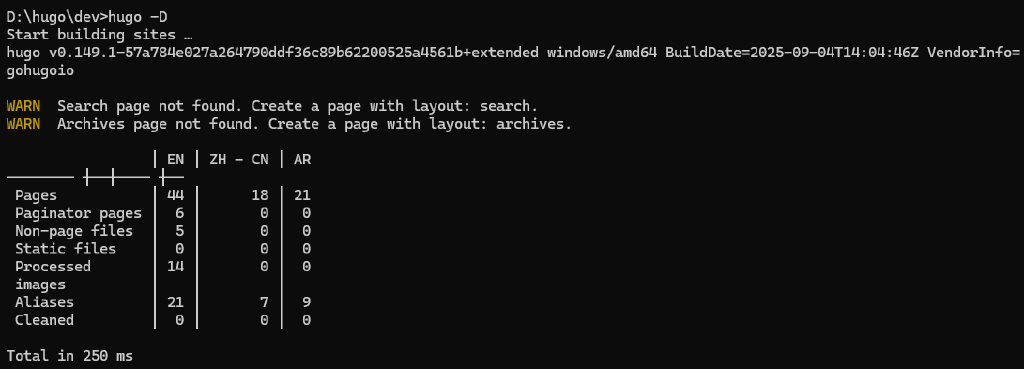 D:\hugo\dev>hugo -D
Start building sites …
hugo v0.149.1-57a784e027a264790ddf36c89b62200525a4561b+extended windows/amd64 BuildDate=2025-09-04T14:04:46Z VendorInfo=
gohugoio
WARN  Search page not found. Create a page with layout: search.
WARN  Archives page not found. Create a page with layout: archives.
                 │ EN │ ZH - CN │ AR
──────── ┼──┼──── ┼──
 Pages           │ 44 │      18 │ 21
 Paginator pages │  6 │       0 │  0
 Non-page files  │  5 │       0 │  0
 Static files    │  0 │       0 │  0
 Processed       │ 14 │       0 │  0
 images          │    │         │
 Aliases         │ 21 │       7 │  9
 Cleaned         │  0 │       0 │  0
Total in 250 ms